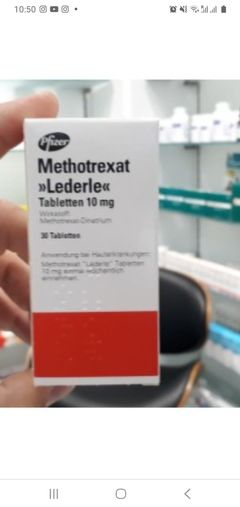 10:50
Pfizer
Methotrexat
»Lederle«
Tabletten 10 mg
Wirkstoff:
Methotrexat-Dinatrium
30 Tabletten
Anwendung bei Hauterkrankungen:
Methotrexat "Lederle" Tabletten
10 mg einmal wöchentlich
einnehmen.